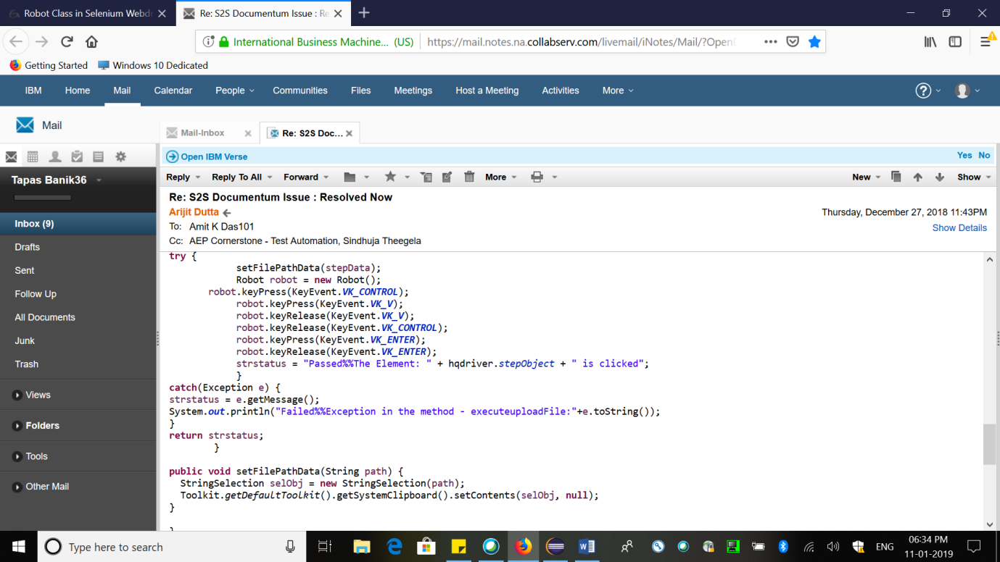 Robot Class in Selenium Webdr
Re: S2S Documentum Issue : Re
International Business Machine... (US)
https://mail.notes.na.collabserv.com/livemail/iNotes/Mail/?Open
Getting Started
Windows 10 Dedicated
IBM Home Mail Calendar People Communities Files Meetings Host a Meeting Activities More
Mail
Mail-Inbox
Re: S2S Doc...
Open IBM Verse
Yes No
Reply Reply To All Forward More New Show
Tapas Banik36
Inbox (9)
Drafts
Sent
Follow Up
All Documents
Junk
Trash
Views
Folders
Tools
Other Mail
Re: S2S Documentum Issue : Resolved Now
Arijit Dutta
Thursday, December 27, 2018 11:43PM
To: Amit K Das101
Show Details
Cc: AEP Cornerstone - Test Automation, Sindhuja Theegela
try {
setFilePathData(stepData);
Robot robot = new Robot();
robot.keyPress(KeyEvent.VK_CONTROL);
robot.keyPress(KeyEvent.VK_V);
robot.keyRelease(KeyEvent.VK_V);
robot.keyRelease(KeyEvent.VK_CONTROL);
robot.keyPress(KeyEvent.VK_ENTER);
robot.keyRelease(KeyEvent.VK_ENTER);
strstatus = "Passed%%The Element: " + hqdriver.stepObject + " is clicked";
}
catch(Exception e) {
strstatus = e.getMessage();
System.out.println("Failed%%Exception in the method - executeuploadFile:"+e.toString());
}
return strstatus;
}
public void setFilePathData(String path) {
StringSelection selObj = new StringSelection(path);
Toolkit.getDefaultToolkit().getSystemClipboard().setContents(selObj, null);
}
Type here to search
ENG
06:34 PM
11-01-2019